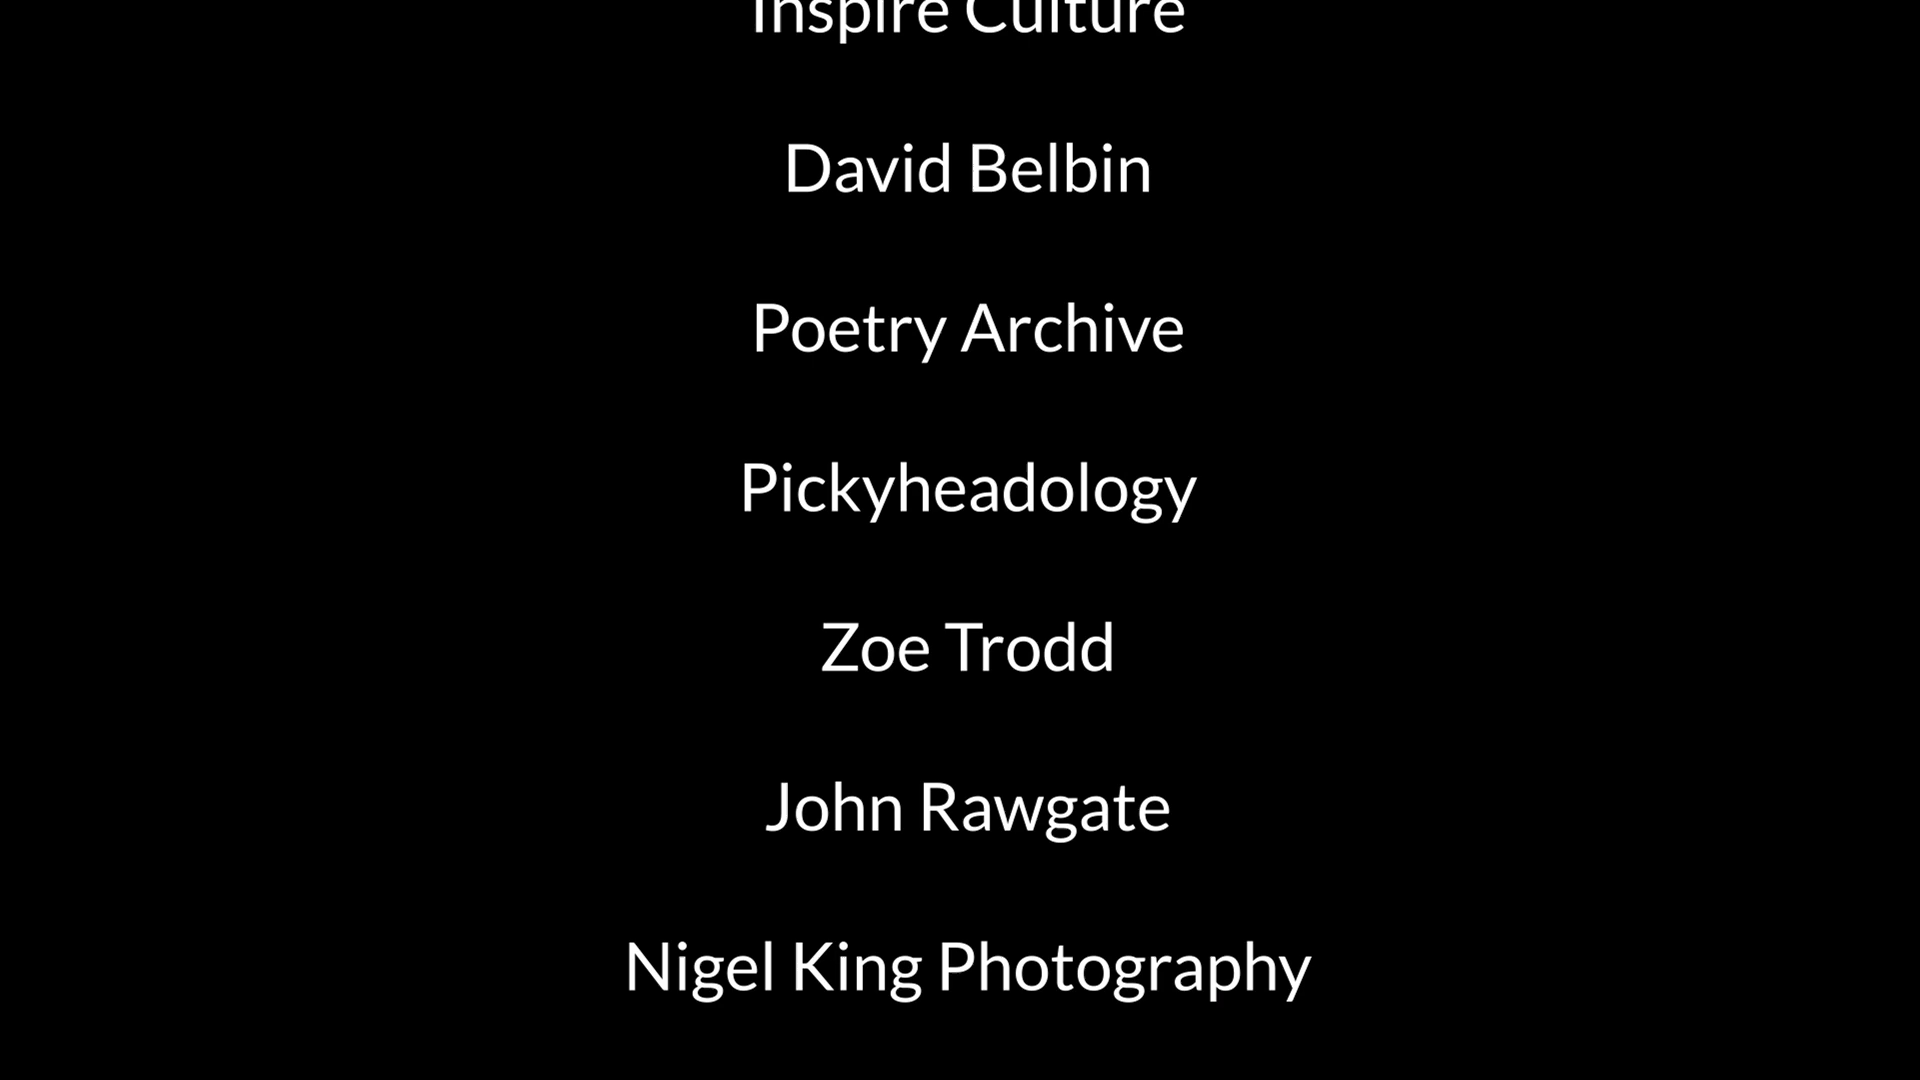 Inspire Culture
David Belbin
Poetry Archive
Pickyheadology
Zoe Trodd
John Rawgate
Nigel King Photography